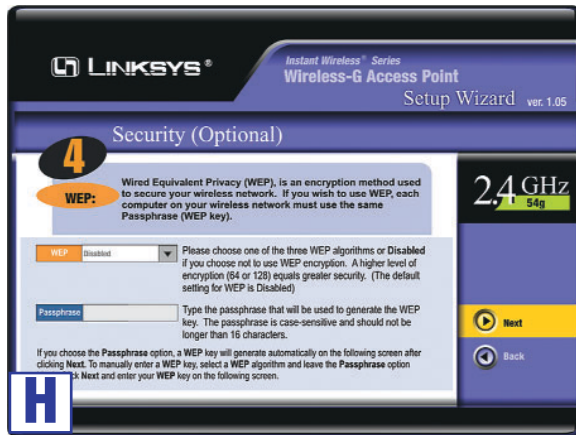 LINKSYS®
Instant Wireless® Series
Wireless-G Access Point
Setup Wizard ver. 1.05
Security (Optional)
4
WEP:
Wired Equivalent Privacy (WEP), is an encryption method used
to secure your wireless network. If you wish to use WEP, each
computer on your wireless network must use the same
Passphrase (WEP key).
2.4 GHz
54g
WEP Disabled
Please choose one of the three WEP algorithms or Disabled
if you choose not to use WEP encryption. A higher level of
encryption (64 or 128) equals greater security. (The default
setting for WEP is Disabled)
Passphrase
Type the passphrase that will be used to generate the WEP
key. The passphrase is case-sensitive and should not be
longer than 16 characters.
If you choose the Passphrase option, a WEP key will generate automatically on the following screen after
clicking Next. To manually enter a WEP key, select a WEP algorithm and leave the Passphrase option
Next and enter your WEP key on the following screen.
Next
Back
H